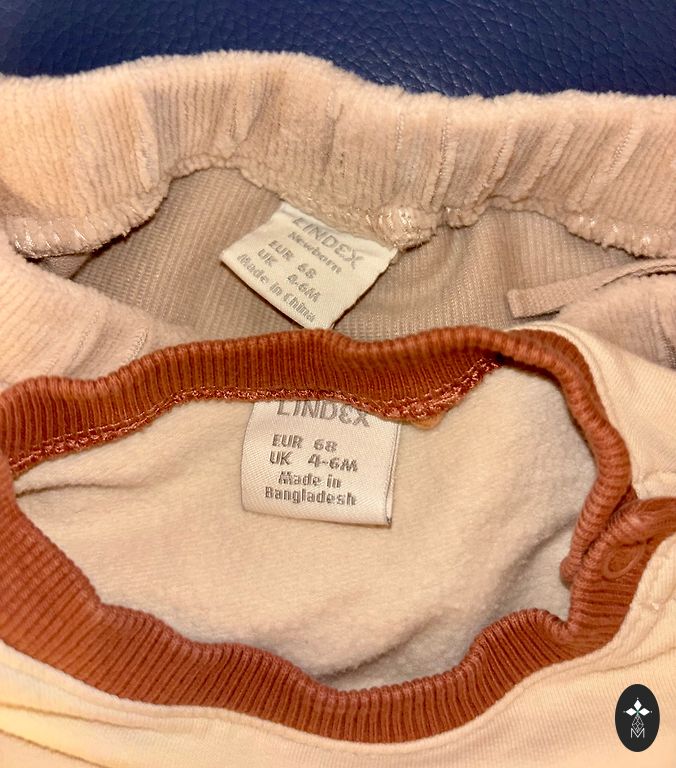 LINDEX
Newborn
EUR 68
UK 4-6M
Made in China
LINDEX
EUR 68
UK 4-6M
Made in
Bangladesh
M